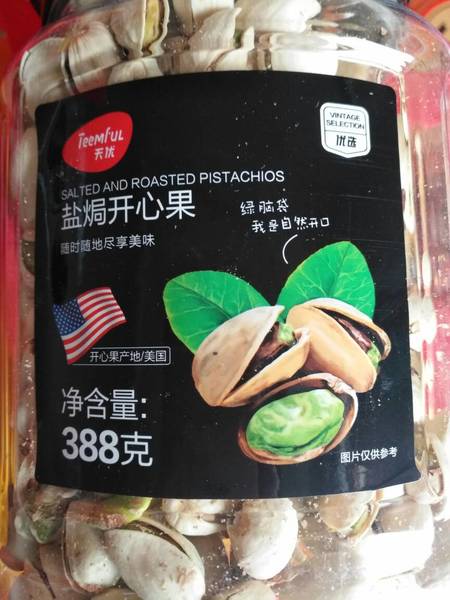 Teemful
天优
VINTAGE
SELECTION
优选
SALTED AND ROASTED PISTACHIOS
盐焗开心果
随时随地尽享美味
绿脑袋
我是自然开口
开心果产地/美国
净含量:
388克
图片仅供参考